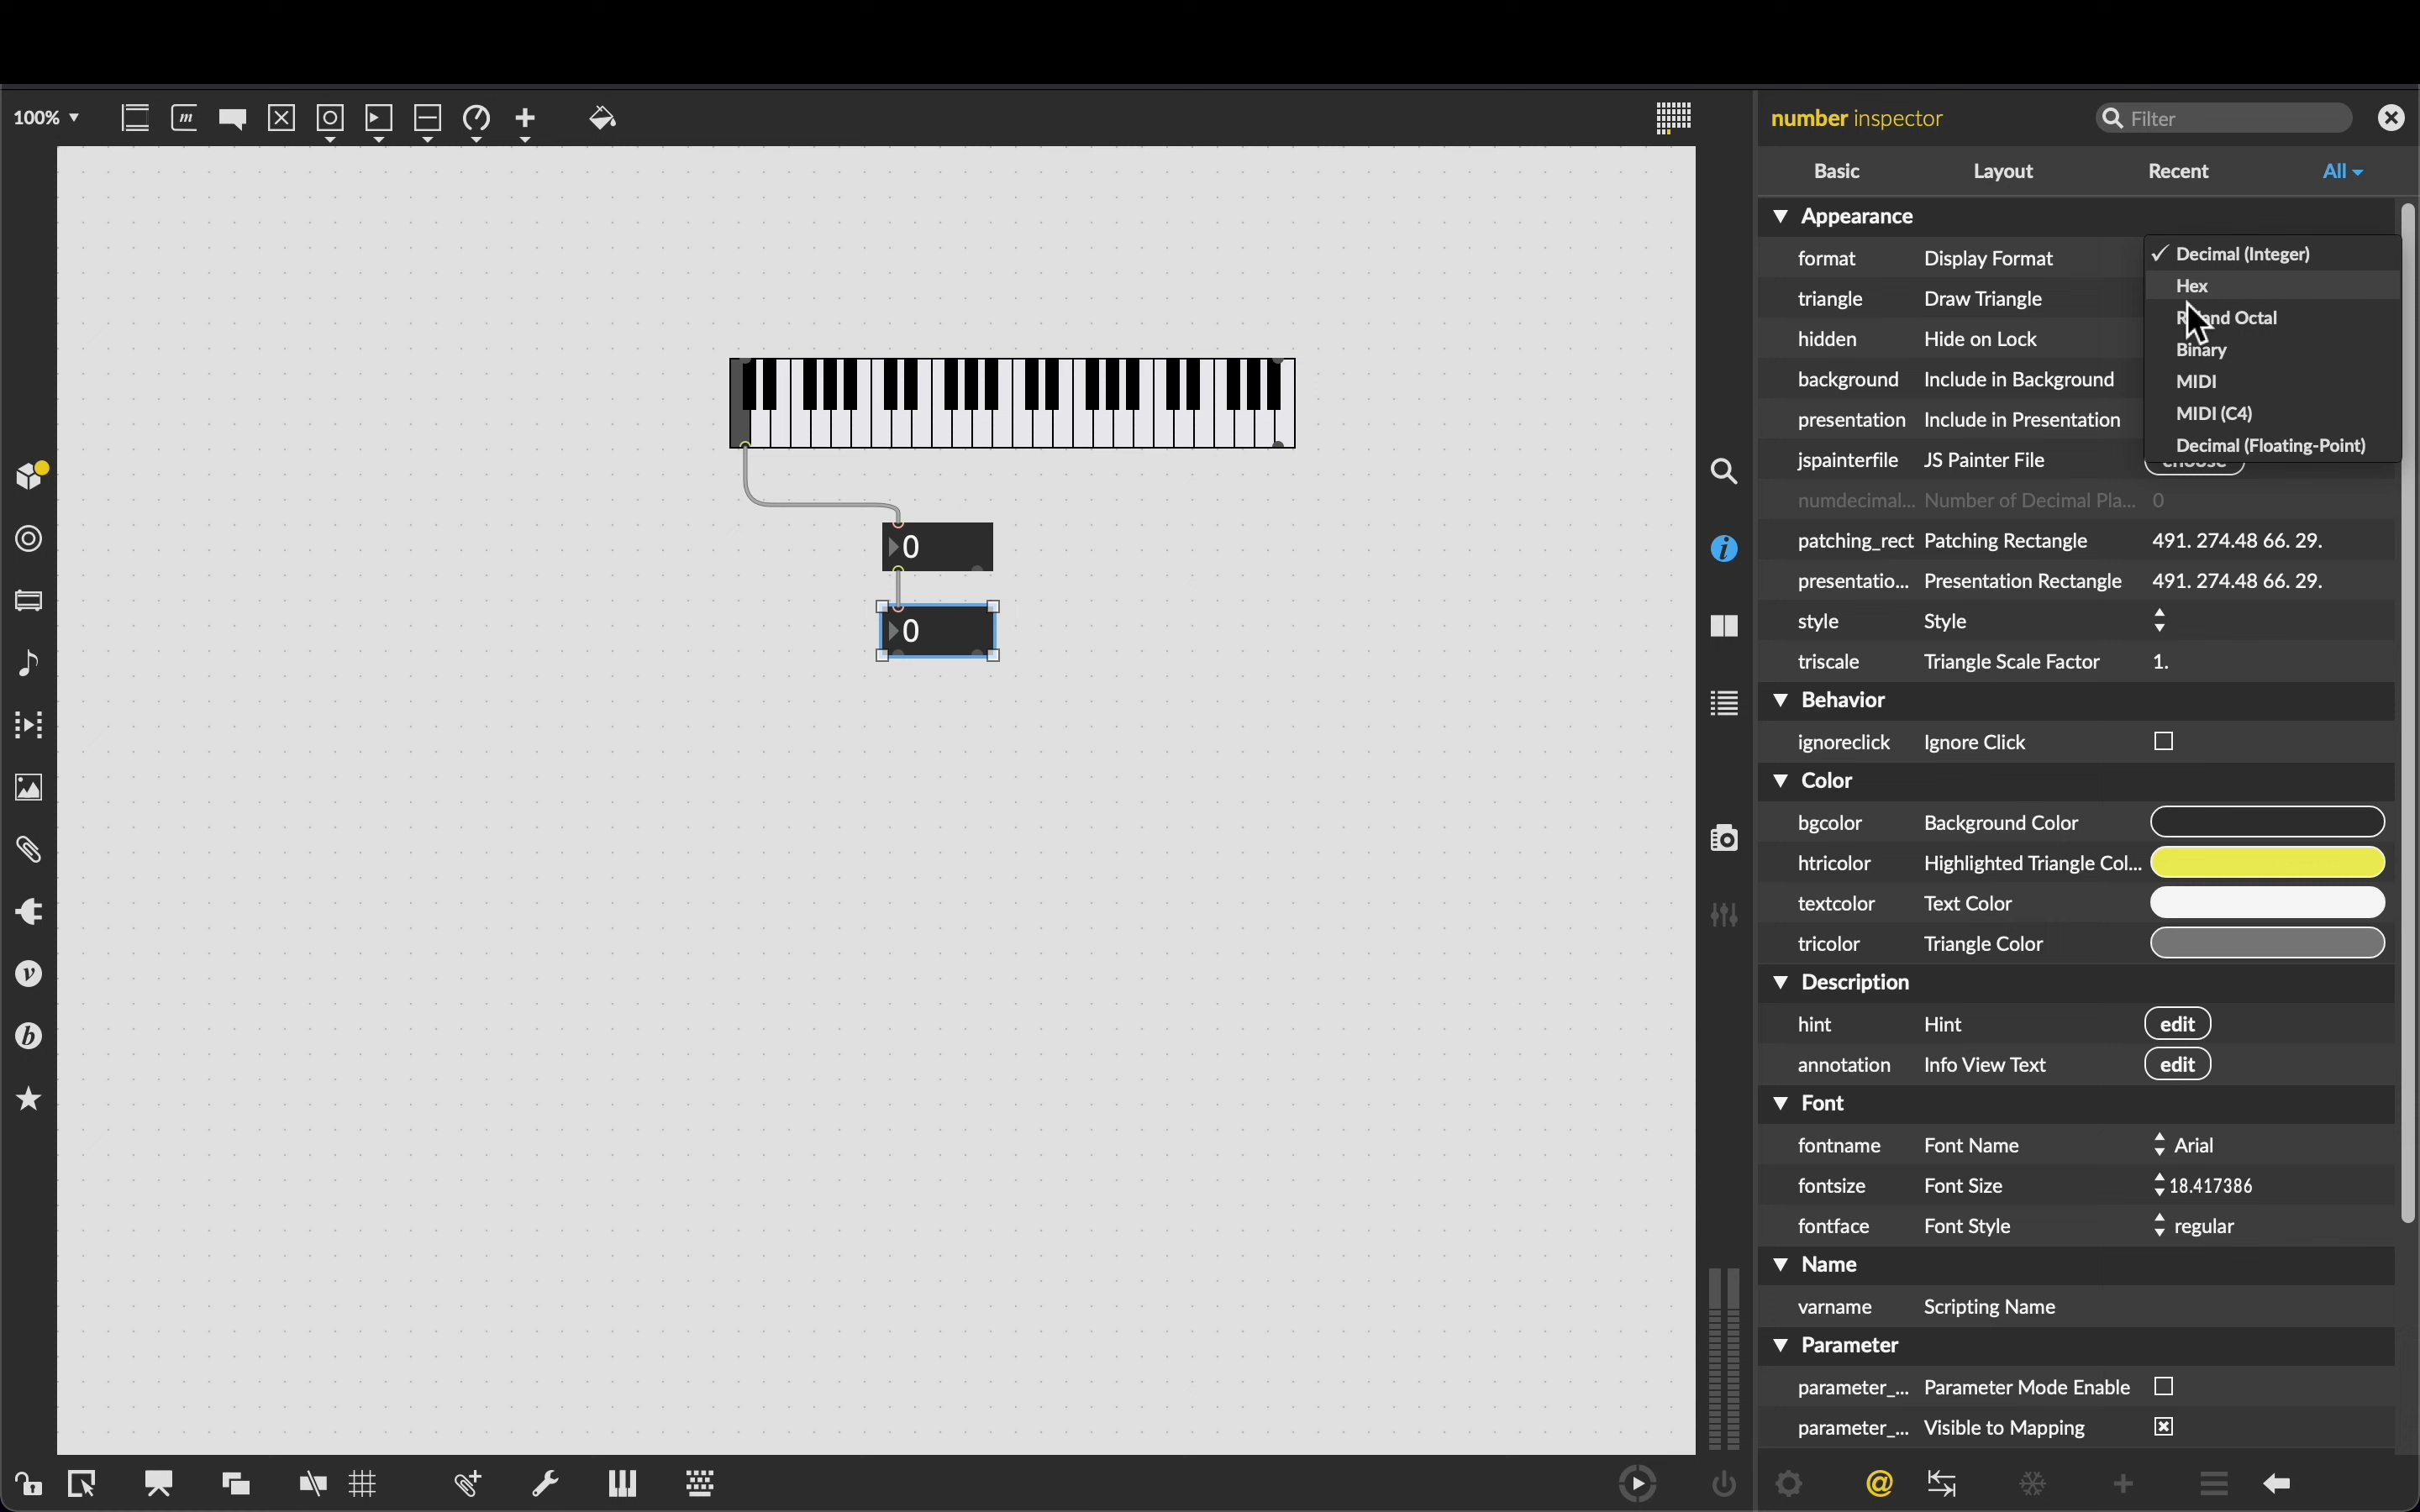 100%
m
number inspector
Filter
Basic
Layout
Recent
All
Appearance
format Display Format
triangle Draw Triangle
hidden Hide on Lock
background Include in Background
presentation Include in Presentation
jspainterfile JS Painter File
✓ Decimal (Integer)
Hex
Octal
Binary
MIDI
MIDI (C4)
Decimal (Floating-Point)
numdecimal... Number of Decimal Pla... 0
patching_rect Patching Rectangle 491. 274.48 66. 29.
presentatio... Presentation Rectangle 491. 274.48 66. 29.
style Style
triscale Triangle Scale Factor 1.
Behavior
ignoreclick Ignore Click
Color
bgcolor Background Color
htricolor Highlighted Triangle Col...
textcolor Text Color
tricolor Triangle Color
Description
hint Hint edit
annotation Info View Text edit
Font
fontname Font Name Arial
fontsize Font Size 18.417386
fontface Font Style regular
Name
varname Scripting Name
Parameter
parameter_... Parameter Mode Enable
parameter_... Visible to Mapping
0
0
i
v
b
@